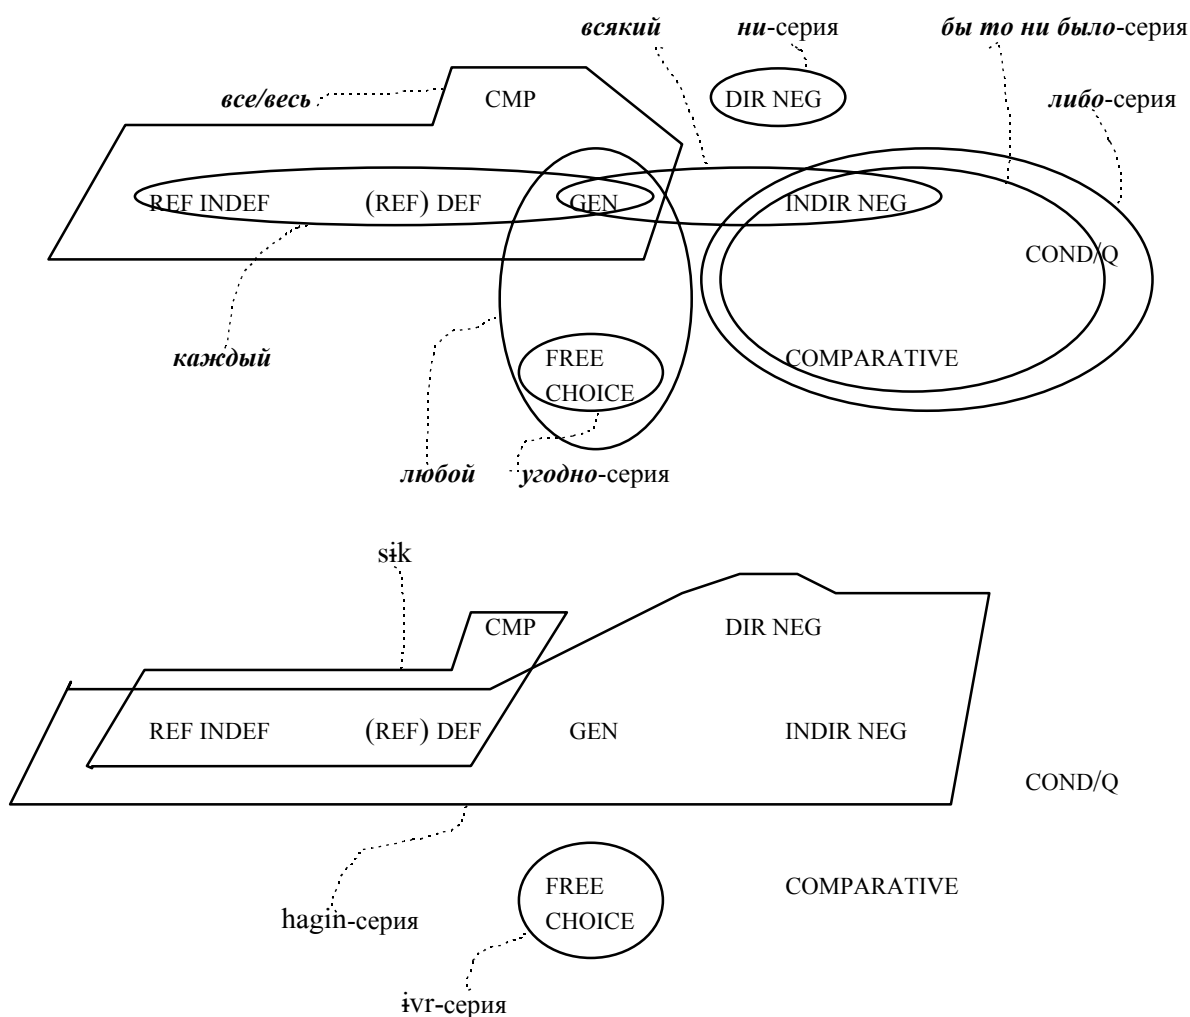 всякий ни-серия бы то ни было-серия
все/весь CMP DIR NEG либо-серия
REF INDEF (REF) DEF GEN INDIR NEG
COND/Q
каждый FREE COMPARATIVE
CHOICE
любой угодно-серия
sɨk
CMP DIR NEG
REF INDEF (REF) DEF GEN INDIR NEG
COND/Q
FREE COMPARATIVE
hagin-серия CHOICE
ɨvr-серия